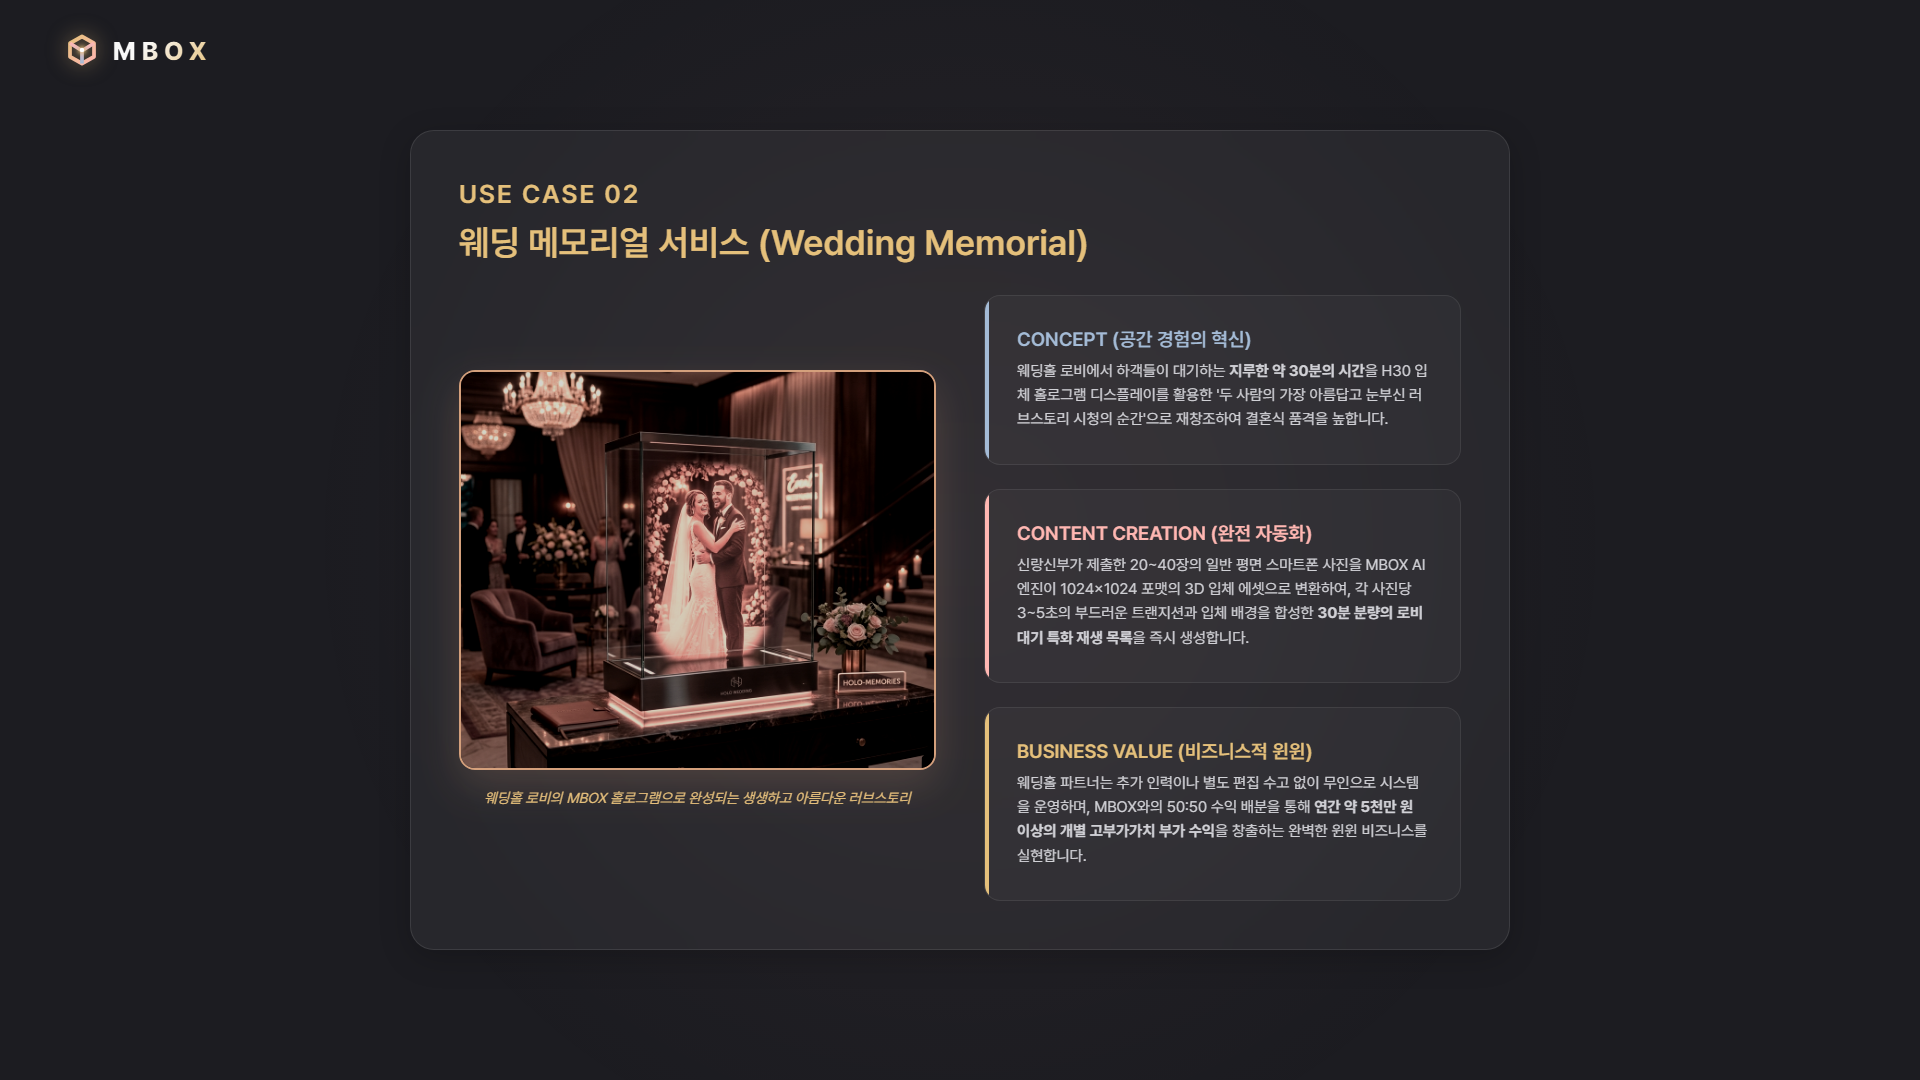 MBOX
USE CASE 02
웨딩 메모리얼 서비스 (Wedding Memorial)
HOLO-MEMORIES
웨딩홀 로비의 MBOX 홀로그램으로 완성되는 생생하고 아름다운 러브스토리
CONCEPT (공간 경험의 혁신)
웨딩홀 로비에서 하객들이 대기하는 지루한 약 30분의 시간을 H30 입
체 홀로그램 디스플레이를 활용한 '두 사람의 가장 아름답고 눈부신 러
브스토리 시청의 순간'으로 재창조하여 결혼식 품격을 높합니다.
CONTENT CREATION (완전 자동화)
신랑신부가 제출한 20~40장의 일반 평면 스마트폰 사진을 MBOX AI
엔진이 1024×1024 포맷의 3D 입체 에셋으로 변환하여, 각 사진당
3~5초의 부드러운 트랜지션과 입체 배경을 합성한 30분 분량의 로비
대기 특화 재생 목록을 즉시 생성합니다.
BUSINESS VALUE (비즈니스적 윈윈)
웨딩홀 파트너는 추가 인력이나 별도 편집 수고 없이 무인으로 시스템
을 운영하며, MBOX와의 50:50 수익 배분을 통해 연간 약 5천만 원
이상의 개별 고부가가치 부가 수익을 창출하는 완벽한 윈윈 비즈니스를
실현합니다.